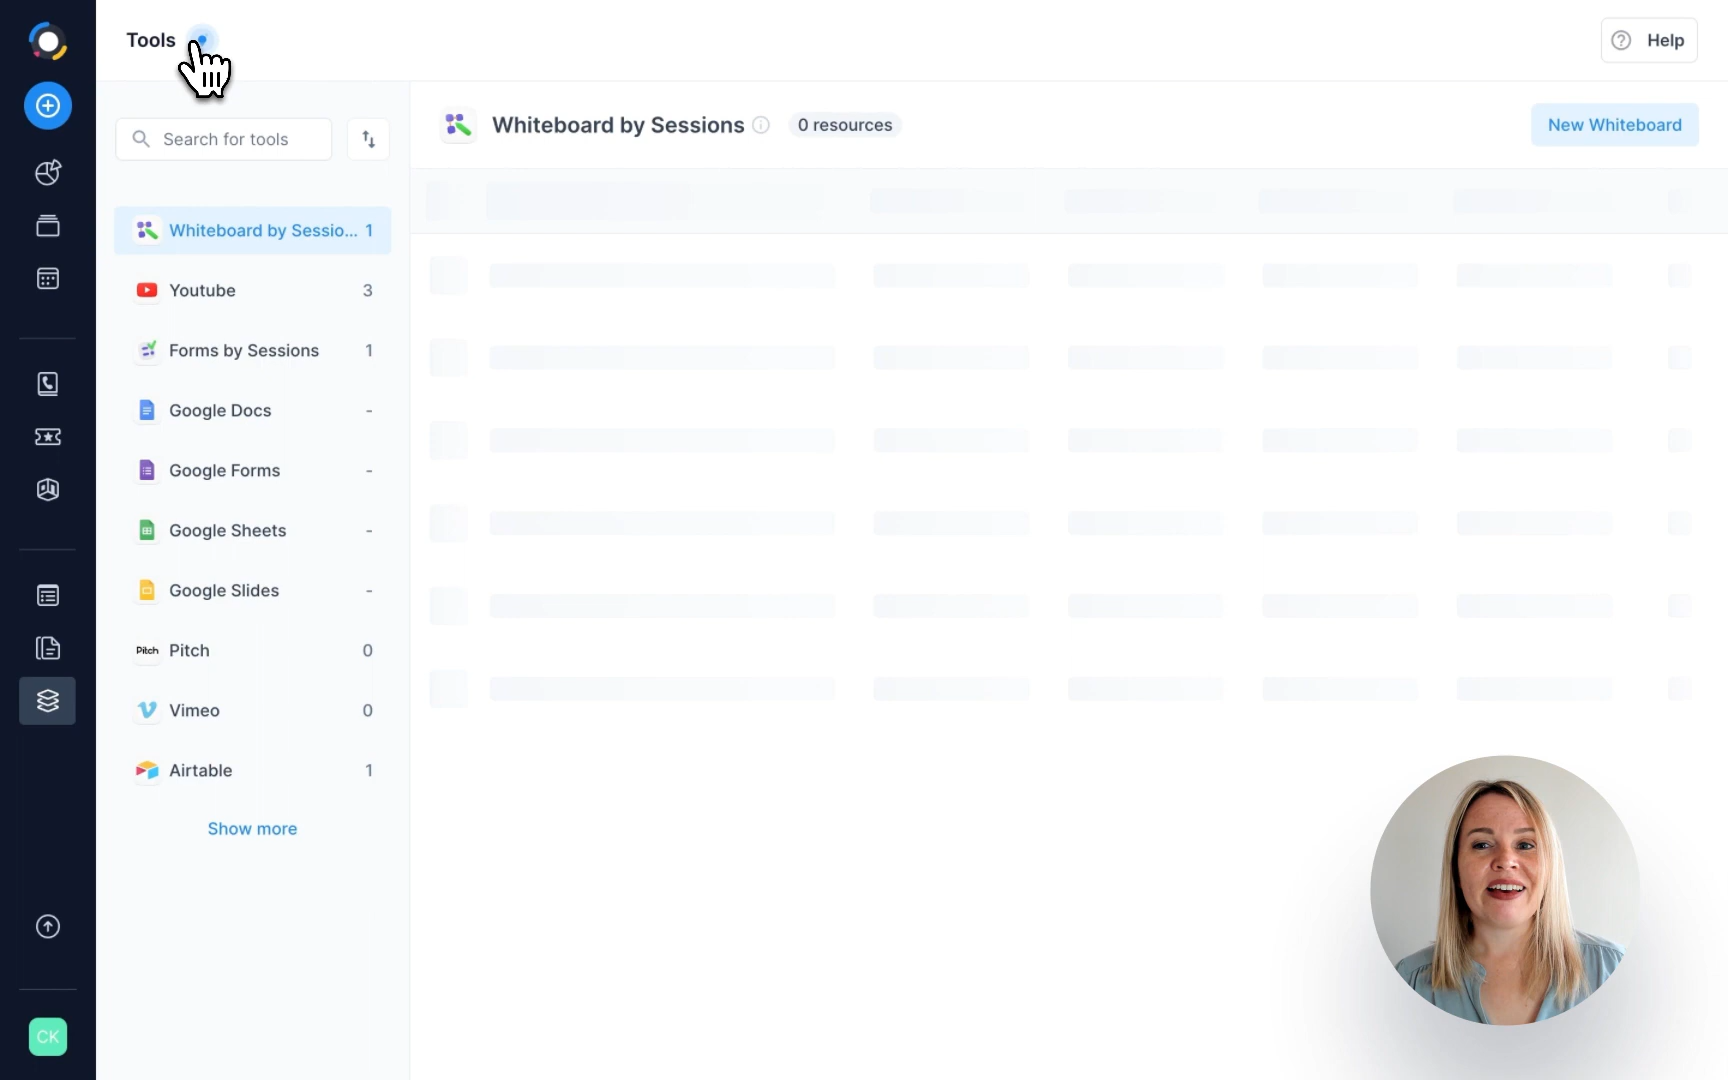 Tools
Help
Search for tools
Whiteboard by Sessions
0 resources
New Whiteboard
Whiteboard by Sessio... 1
Youtube 3
Forms by Sessions 1
Google Docs -
Google Forms -
Google Sheets -
Google Slides -
Pitch Pitch 0
Vimeo 0
Airtable 1
Show more
CK